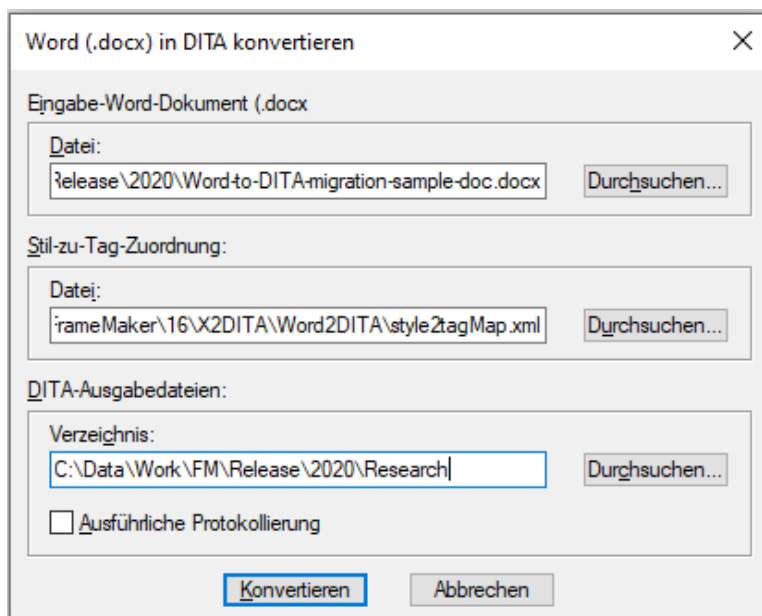 Word (.docx) in DITA konvertieren
Eingabe-Word-Dokument (.docx
Datei:
Release\2020\Word-to-DITA-migration-sample-doc.docx Durchsuchen...
Stil-zu-Tag-Zuordnung:
Datei:
FrameMaker\16\X2DITA\Word2DITA\style2tagMap.xml Durchsuchen...
DITA-Ausgabedateien:
Verzeichnis:
C:\Data\Work\FM\Release\2020\Research Durchsuchen...
Ausführliche Protokollierung
Konvertieren Abbrechen